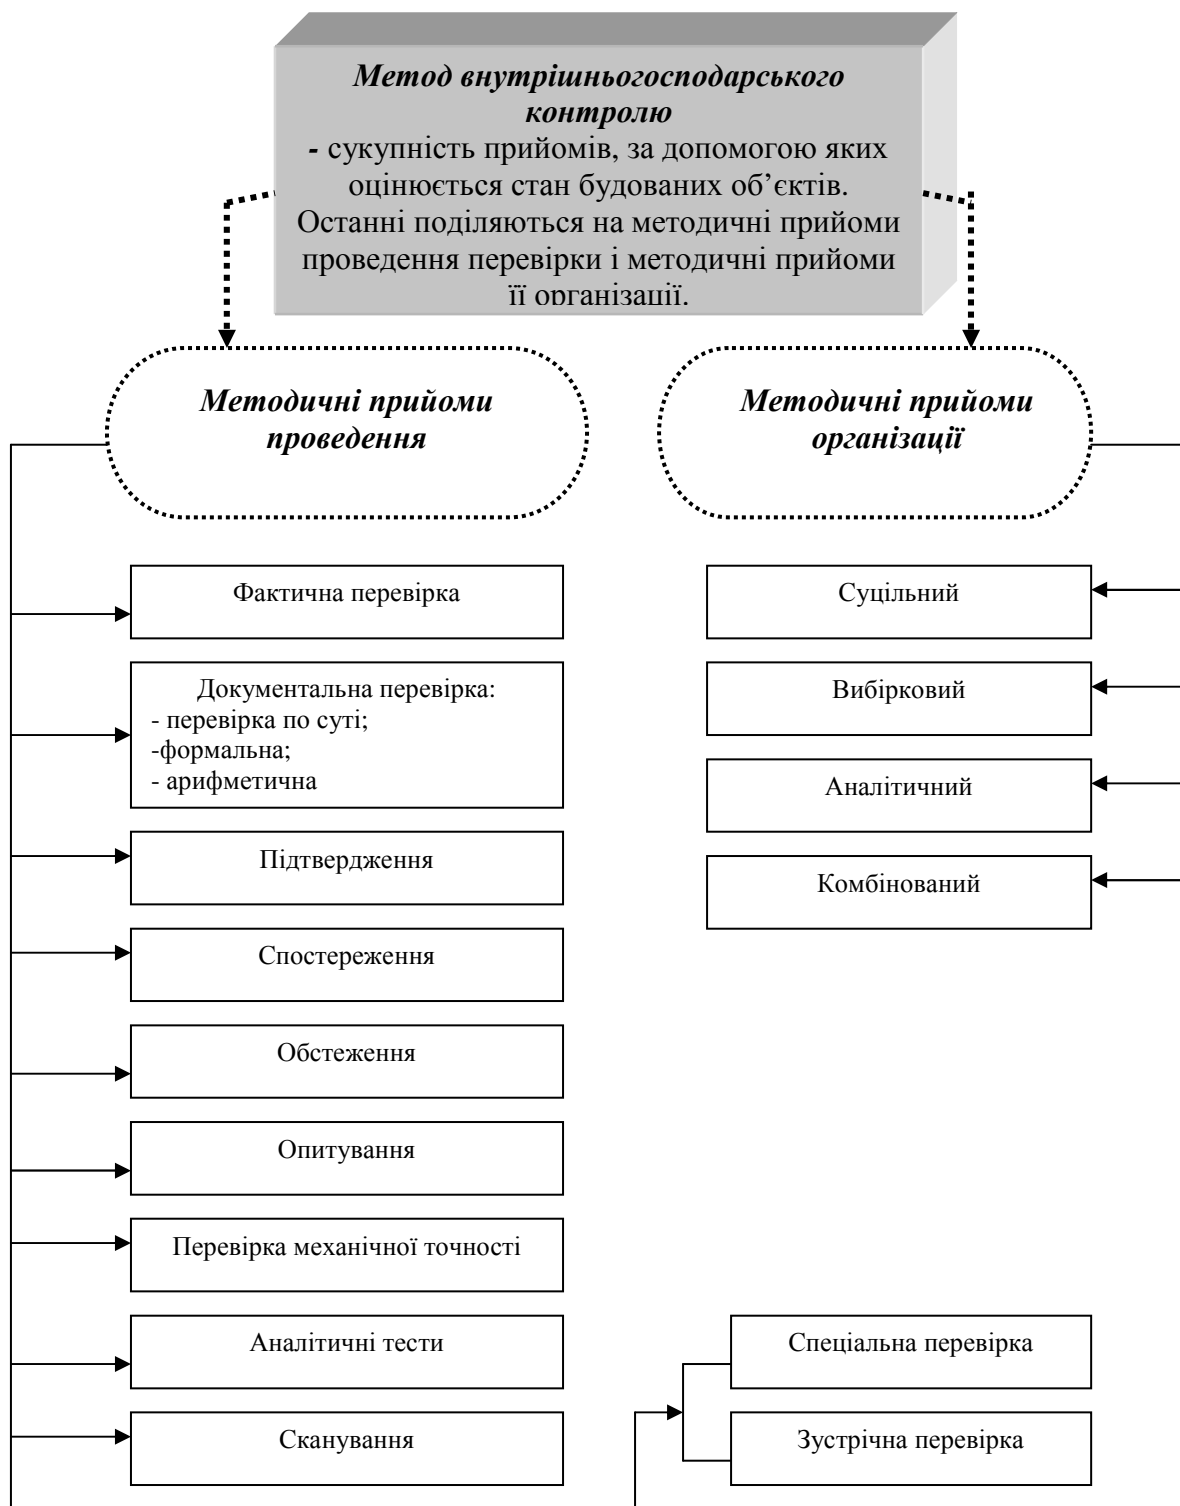 Метод внутрішньогосподарського
контролю
- сукупність прийомів, за допомогою яких
оцінюється стан будованих об’єктів.
Останні поділяються на методичні прийоми
проведення перевірки і методичні прийоми
її організації.
Методичні прийоми
проведення
Методичні прийоми
організації
Фактична перевірка
Документальна перевірка:
- перевірка по суті;
-формальна;
- арифметична
Підтвердження
Спостереження
Обстеження
Опитування
Перевірка механічної точності
Аналітичні тести
Сканування
Суцільний
Вибірковий
Аналітичний
Комбінований
Спеціальна перевірка
Зустрічна перевірка